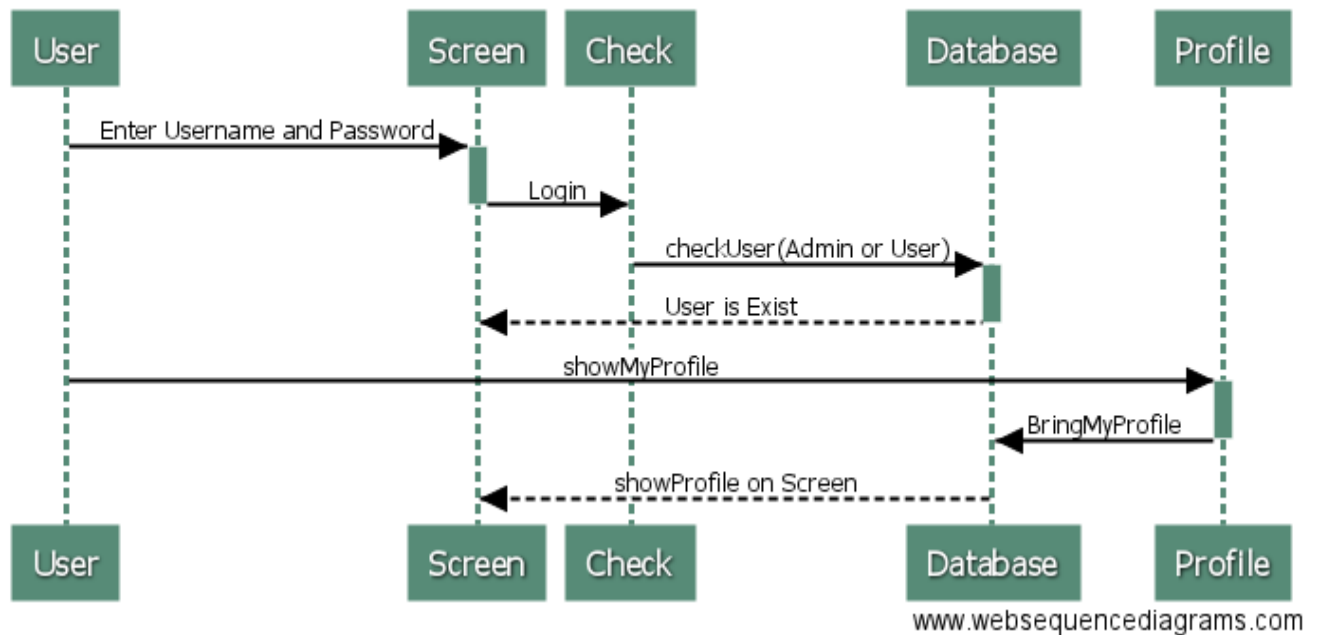 User Screen Check Database Profile
Enter Username and Password
Login
checkUser(Admin or User)
User is Exist
showMyProfile
BringMyProfile
showProfile on Screen
User Screen Check Database Profile
www.websequencediagrams.com